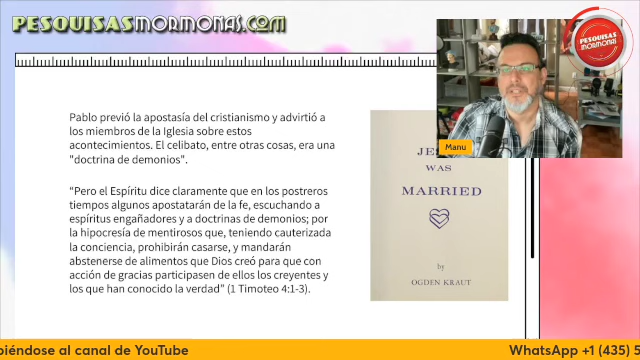 PESQUISASMORMONAS.COM
PESQUISAS
MORMONAS
Pablo previó la apostasía del cristianismo y advirtió a
los miembros de la Iglesia sobre estos
acontecimientos. El celibato, entre otras cosas, era una
"doctrina de demonios".
"Pero el Espíritu dice claramente que en los postreros
tiempos algunos apostatarán de la fe, escuchando a
espíritus engañadores y a doctrinas de demonios; por
la hipocresía de mentirosos que, teniendo cauterizada
la conciencia, prohibirán casarse, y mandarán
abstenerse de alimentos que Dios creó para que con
acción de gracias participasen de ellos los creyentes y
los que han conocido la verdad" (1 Timoteo 4:1-3).
Manu
WAS
MARRIED
by
OGDEN KRAUT
piéndose al canal de YouTube
WhatsApp +1 (435) 5